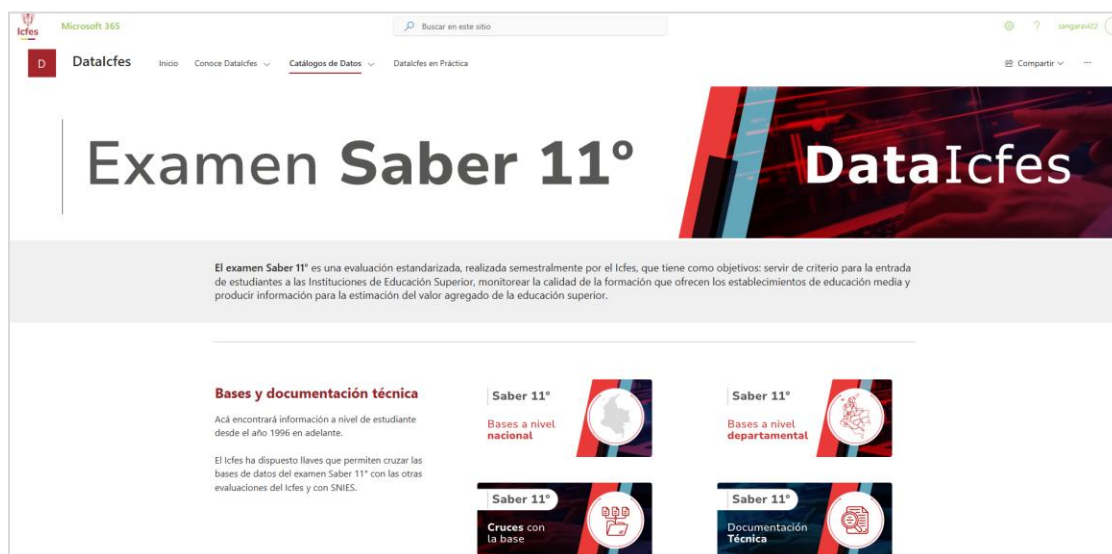 Icfes
Microsoft 365
Buscar en este sitio
?
sangaravi22
D
DataIcfes
Inicio
Conoce DataIcfes
Catálogos de Datos
DataIcfes en Práctica
Compartir
...
Examen Saber 11°
DataIcfes
El examen Saber 11° es una evaluación estandarizada, realizada semestralmente por el Icfes, que tiene como objetivos: servir de criterio para la entrada
de estudiantes a las Instituciones de Educación Superior, monitorear la calidad de la formación que ofrecen los establecimientos de educación media y
producir información para la estimación del valor agregado de la educación superior.
Bases y documentación técnica
Acá encontrará información a nivel de estudiante
desde el año 1996 en adelante.
El Icfes ha dispuesto llaves que permiten cruzar las
bases de datos del examen Saber 11° con las otras
evaluaciones del Icfes y con SNIES.
Saber 11°
Bases a nivel
nacional
Saber 11°
Bases a nivel
departamental
Saber 11°
Cruces con
la base
Saber 11°
Documentación
Técnica